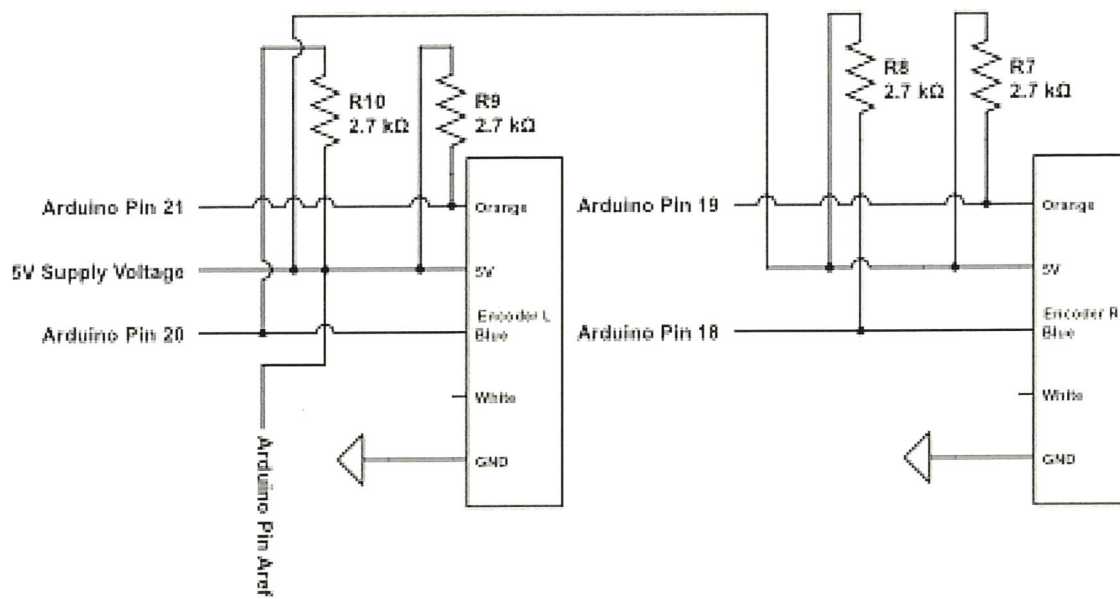 R10
2.7 kΩ
R9
2.7 kΩ
R8
2.7 kΩ
R7
2.7 kΩ
Arduino Pin 21
Orange
Arduino Pin 19
Orange
5V Supply Voltage
5V
5V
Encoder L
Encoder R
Arduino Pin 20
Blue
Arduino Pin 18
Blue
White
White
GND
GND
Arduino Pin Aref